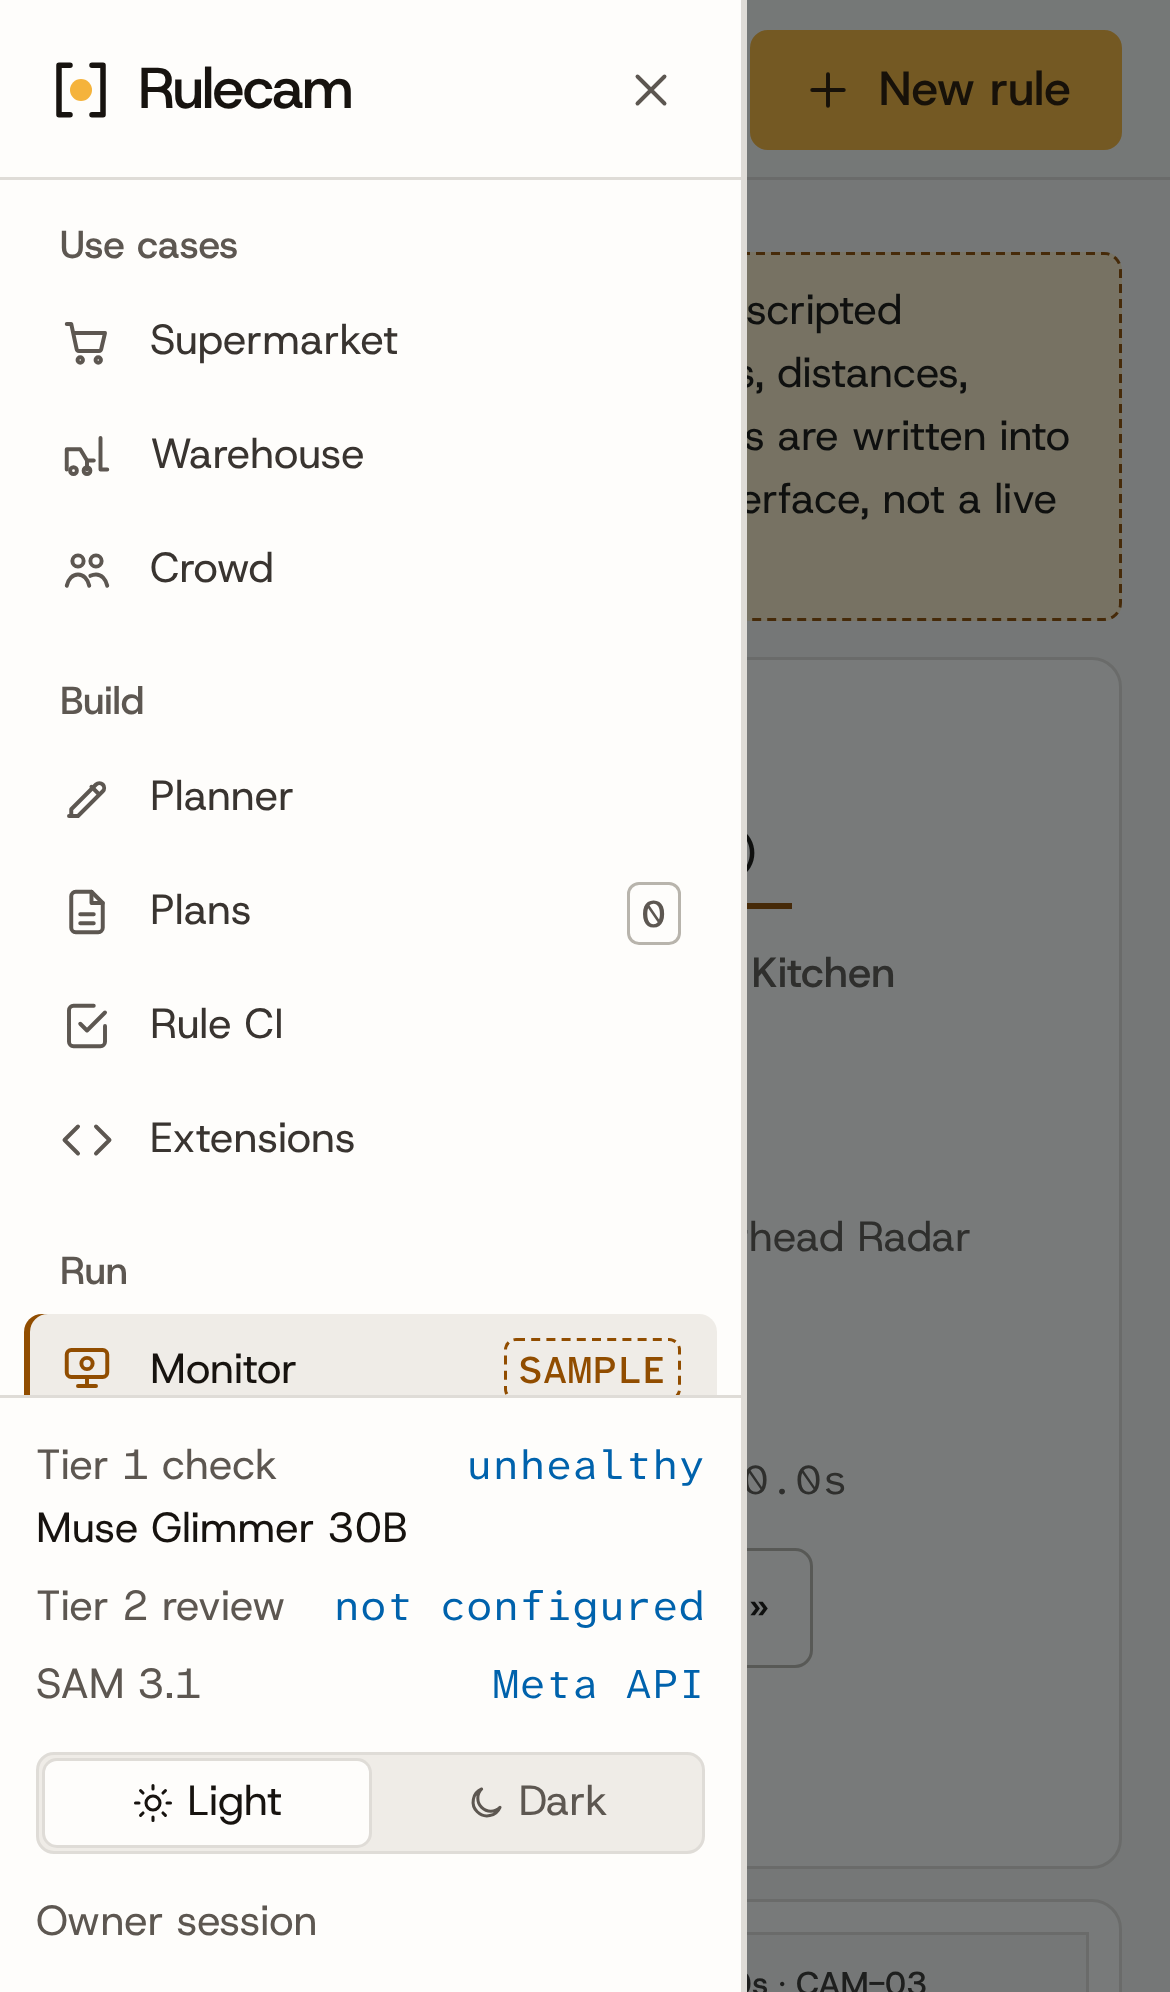 Rulecam
New rule
Use cases
Supermarket
Warehouse
Crowd
Build
Planner
Plans 0
Rule CI
Extensions
Run
Monitor SAMPLE
Tier 1 check unhealthy
Muse Glimmer 30B
Tier 2 review not configured
SAM 3.1 Meta API
Light Dark
Owner session
scripted
, distances,
are written into
not a live
Kitchen
Radar
0.0s
»
CAM-03